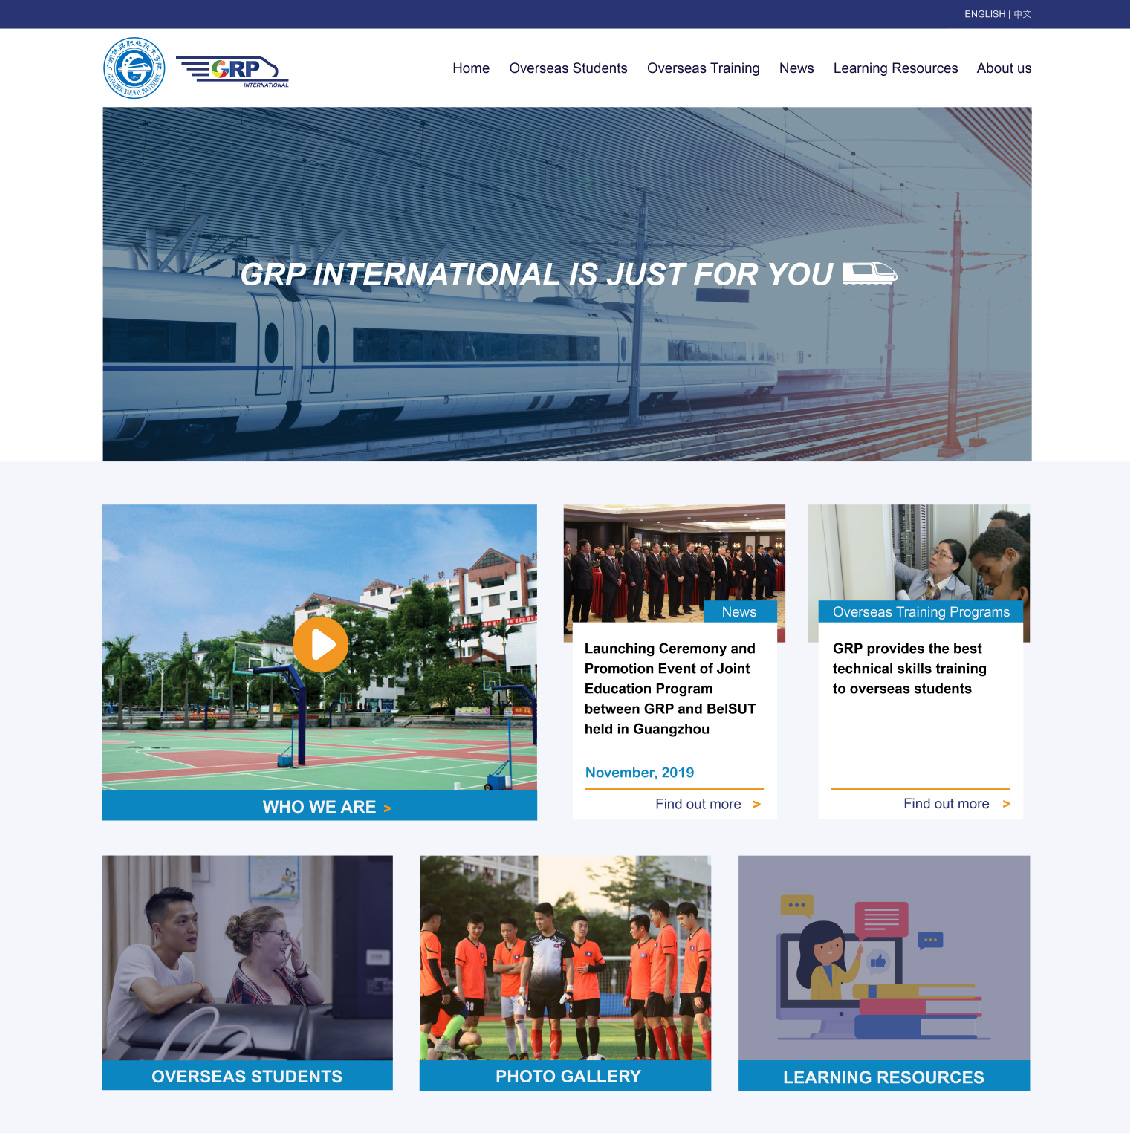 ENGLISH | 中文
GRP
INTERNATIONAL
Home Overseas Students Overseas Training News Learning Resources About us
GRP INTERNATIONAL IS JUST FOR YOU
WHO WE ARE >
News
Launching Ceremony and
Promotion Event of Joint
Education Program
between GRP and BelSUT
held in Guangzhou
November, 2019
Find out more >
Overseas Training Programs
GRP provides the best
technical skills training
to overseas students
Find out more >
OVERSEAS STUDENTS
PHOTO GALLERY
LEARNING RESOURCES